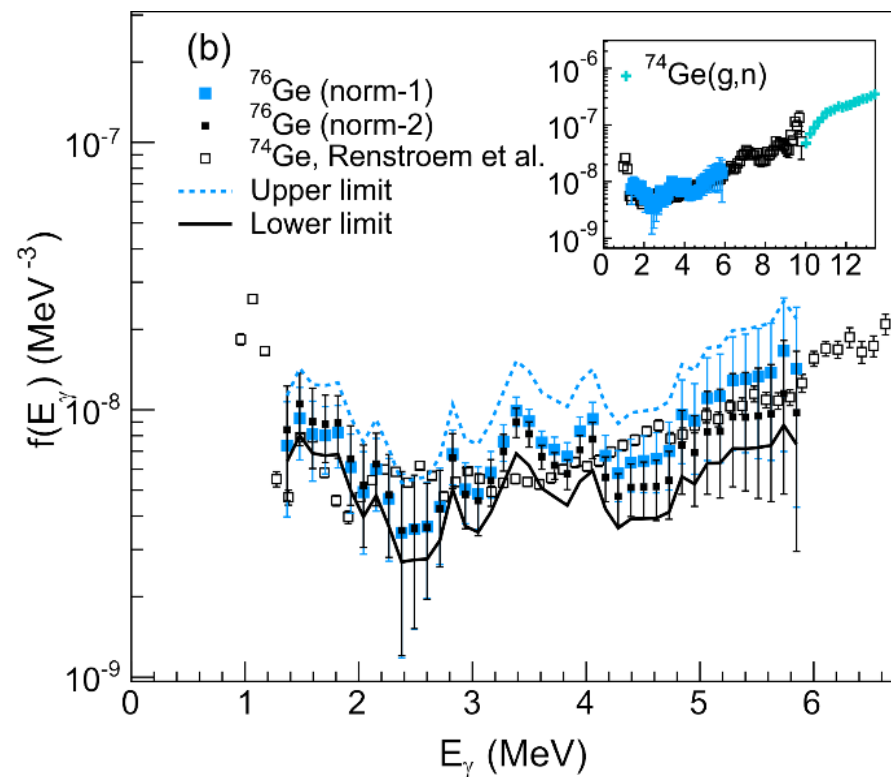 (b)
⁷⁶Ge (norm-1)
⁷⁶Ge (norm-2)
⁷⁴Ge, Renstroem et al.
Upper limit
Lower limit
⁷⁴Ge(g,n)
10⁻⁶
10⁻⁷
10⁻⁸
10⁻⁹
0 2 4 6 8 10 12
10⁻⁷
10⁻⁸
10⁻⁹
f(E_γ) (MeV⁻³)
0 1 2 3 4 5 6
E_γ (MeV)